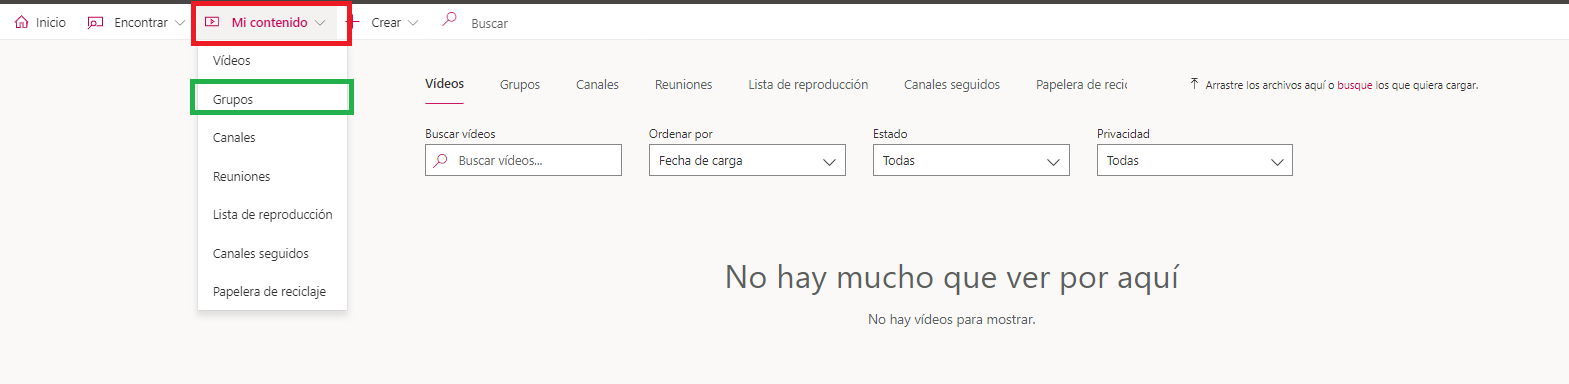 Inicio Encontrar Mi contenido Crear Buscar
Vídeos
Grupos
Canales
Reuniones
Lista de reproducción
Canales seguidos
Papelera de reciclaje
Vídeos Grupos Canales Reuniones Lista de reproducción Canales seguidos Papelera de recic
Arrastre los archivos aquí o busque los que quiera cargar.
Buscar vídeos Ordenar por Estado Privacidad
Buscar vídeos... Fecha de carga Todas Todas
No hay mucho que ver por aquí
No hay vídeos para mostrar.